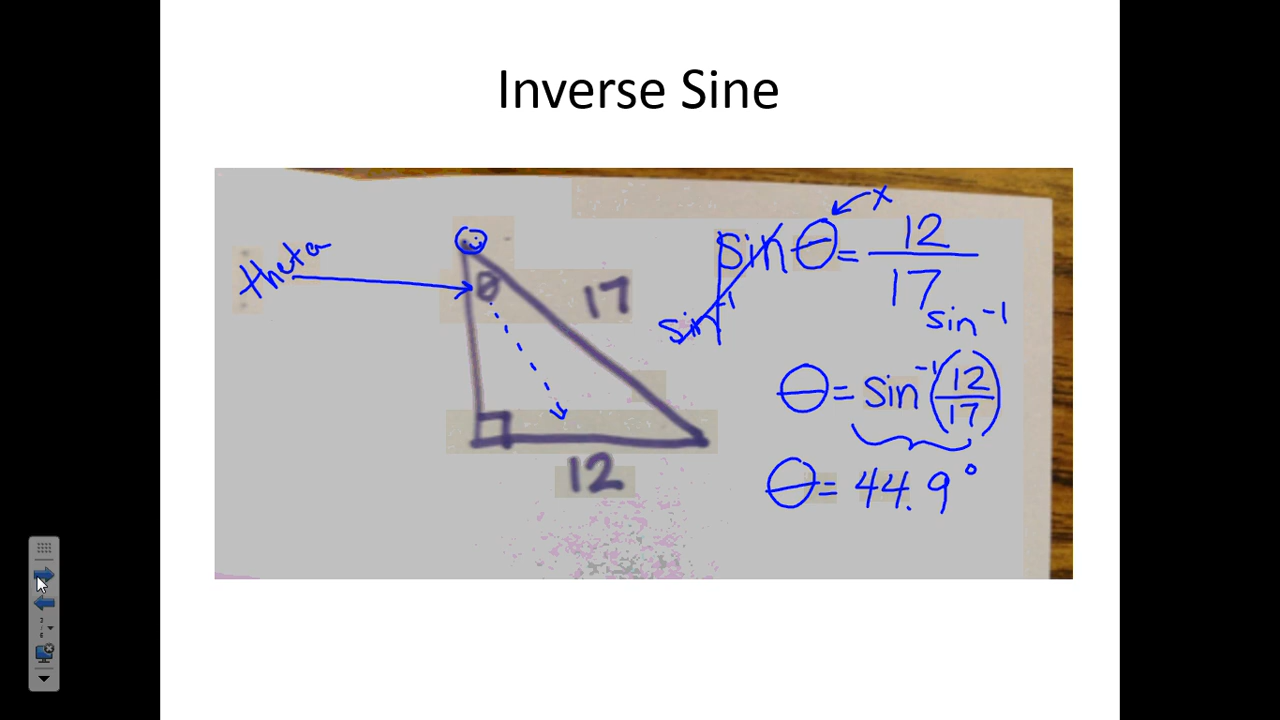 Inverse Sine
theta
θ
17
12
x
sin θ = 12/17
sin⁻¹ sin⁻¹
θ = sin⁻¹(12/17)
θ = 44.9°